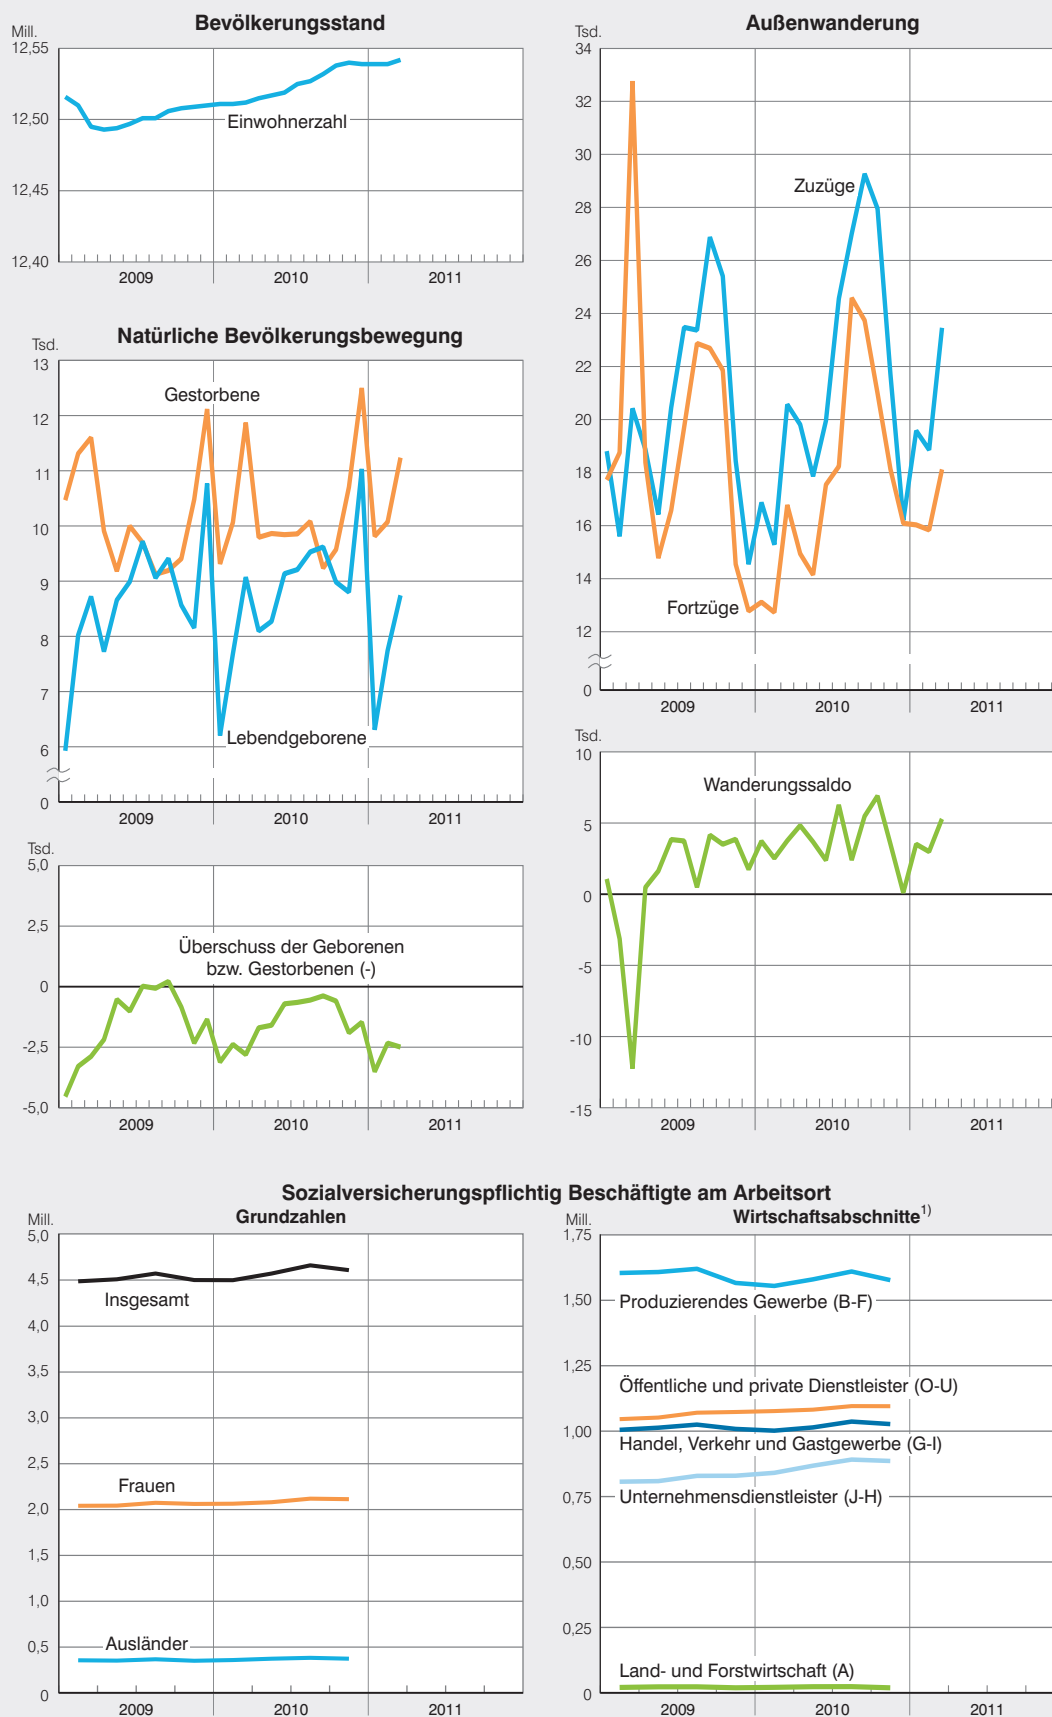 Bevölkerungsstand
Mill.
12,55
12,50
12,45
12,40
Einwohnerzahl
2009
2010
2011
Natürliche Bevölkerungsbewegung
Tsd.
13
12
11
10
9
8
7
6
0
Gestorbene
Lebendgeborene
2009
2010
2011
Tsd.
5,0
2,5
0
-2,5
-5,0
Überschuss der Geborenen
bzw. Gestorbenen (-)
2009
2010
2011
Außenwanderung
Tsd.
34
32
30
28
26
24
22
20
18
16
14
12
0
Zuzüge
Fortzüge
2009
2010
2011
Tsd.
10
5
0
-5
-10
-15
Wanderungssaldo
2009
2010
2011
Sozialversicherungspflichtig Beschäftigte am Arbeitsort
Grundzahlen
Mill.
5,0
4,5
4,0
3,5
3,0
2,5
2,0
1,5
1,0
0,5
0
Insgesamt
Frauen
Ausländer
2009
2010
2011
Wirtschaftsabschnitte1)
Mill.
1,75
1,50
1,25
1,00
0,75
0,50
0,25
0
Produzierendes Gewerbe (B-F)
Öffentliche und private Dienstleister (O-U)
Handel, Verkehr und Gastgewerbe (G-I)
Unternehmensdienstleister (J-H)
Land- und Forstwirtschaft (A)
2009
2010
2011